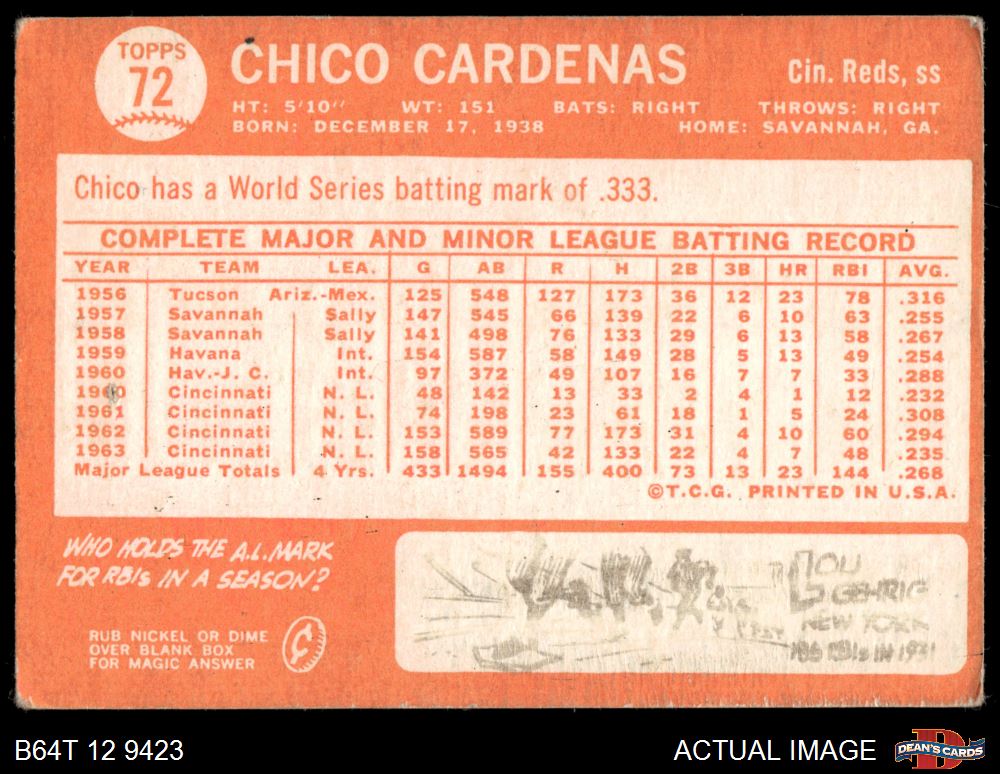 TOPPS
72
CHICO CARDENAS
Cin. Reds, ss
HT: 5'10" WT: 151 BATS: RIGHT THROWS: RIGHT
BORN: DECEMBER 17, 1938 HOME: SAVANNAH, GA.
Chico has a World Series batting mark of .333.
COMPLETE MAJOR AND MINOR LEAGUE BATTING RECORD
YEAR TEAM LEA. G AB R H 2B 3B HR RBI AVG.
1956 Tucson Ariz.-Mex. 125 548 127 173 36 12 23 78 .316
1957 Savannah Sally 147 545 66 139 22 6 10 63 .255
1958 Savannah Sally 141 498 76 133 29 6 13 58 .267
1959 Havana Int. 154 587 58 149 28 5 13 49 .254
1960 Hav.-J. C. Int. 97 372 49 107 16 7 7 33 .288
1960 Cincinnati N. L. 48 142 13 33 2 4 1 12 .232
1961 Cincinnati N. L. 74 198 23 61 18 1 5 24 .308
1962 Cincinnati N. L. 153 589 77 173 31 4 10 60 .294
1963 Cincinnati N. L. 158 565 42 133 22 4 7 48 .235
Major League Totals 4 Yrs. 433 1494 155 400 73 13 23 144 .268
©T.C.G. PRINTED IN U.S.A.
WHO HOLDS THE A.L. MARK
FOR RBIs IN A SEASON?
RUB NICKEL OR DIME
OVER BLANK BOX
FOR MAGIC ANSWER
LOU
GEHRIG
NEW YORK
RBIs IN 1931
B64T 12 9423
ACTUAL IMAGE
DEAN'S CARDS